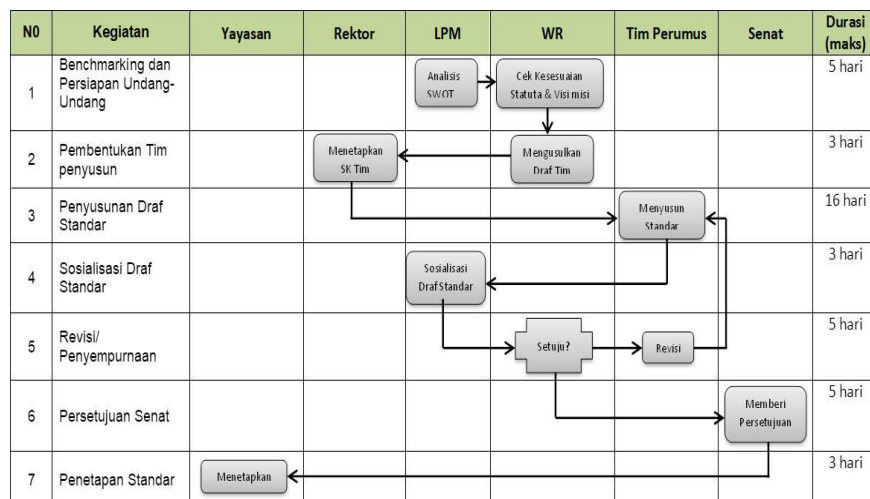 N0 Kegiatan Yayasan Rektor LPM WR Tim Perumus Senat Durasi
(maks)
1
Benchmarking dan
Persiapan Undang-
Undang
Analisis
SWOT
Cek Kesesuaian
Statuta & Visi misi
5 hari
2
Pembentukan Tim
penyusun
Menetapkan
SK Tim
Mengusulkan
Draf Tim
3 hari
3
Penyusunan Draf
Standar
Menyusun
Standar
16 hari
4
Sosialisasi Draf
Standar
Sosialisasi
Draf Standar
3 hari
5
Revisi/
Penyempurnaan
Setuju?
Revisi
5 hari
6
Persetujuan Senat
Memberi
Persetujuan
5 hari
7
Penetapan Standar
Menetapkan
3 hari